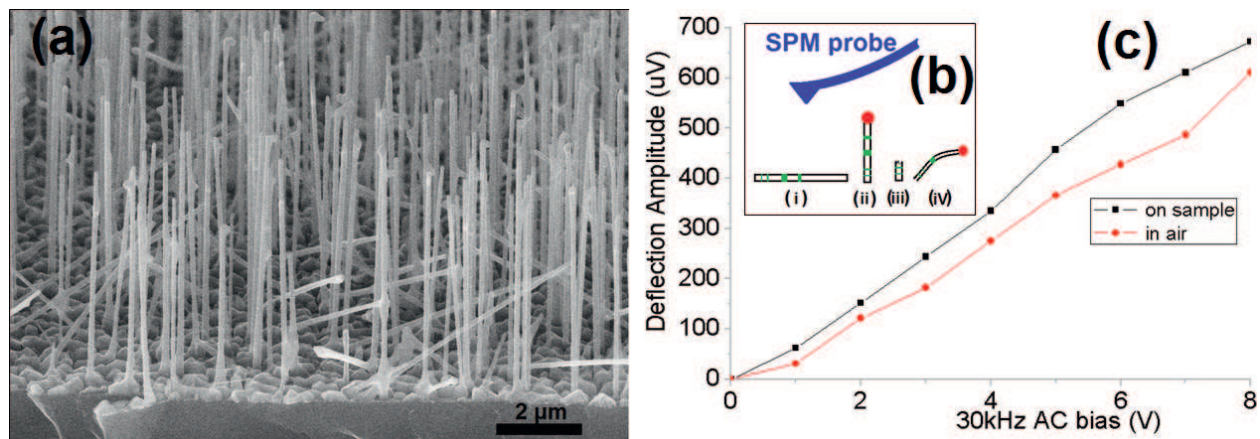 (a)
2 µm
SPM probe
(b)
(i)
(ii)
(iii)
(iv)
(c)
Deflection Amplitude (uV)
700
600
500
400
300
200
100
0
on sample
in air
0
2
4
6
8
30kHz AC bias (V)